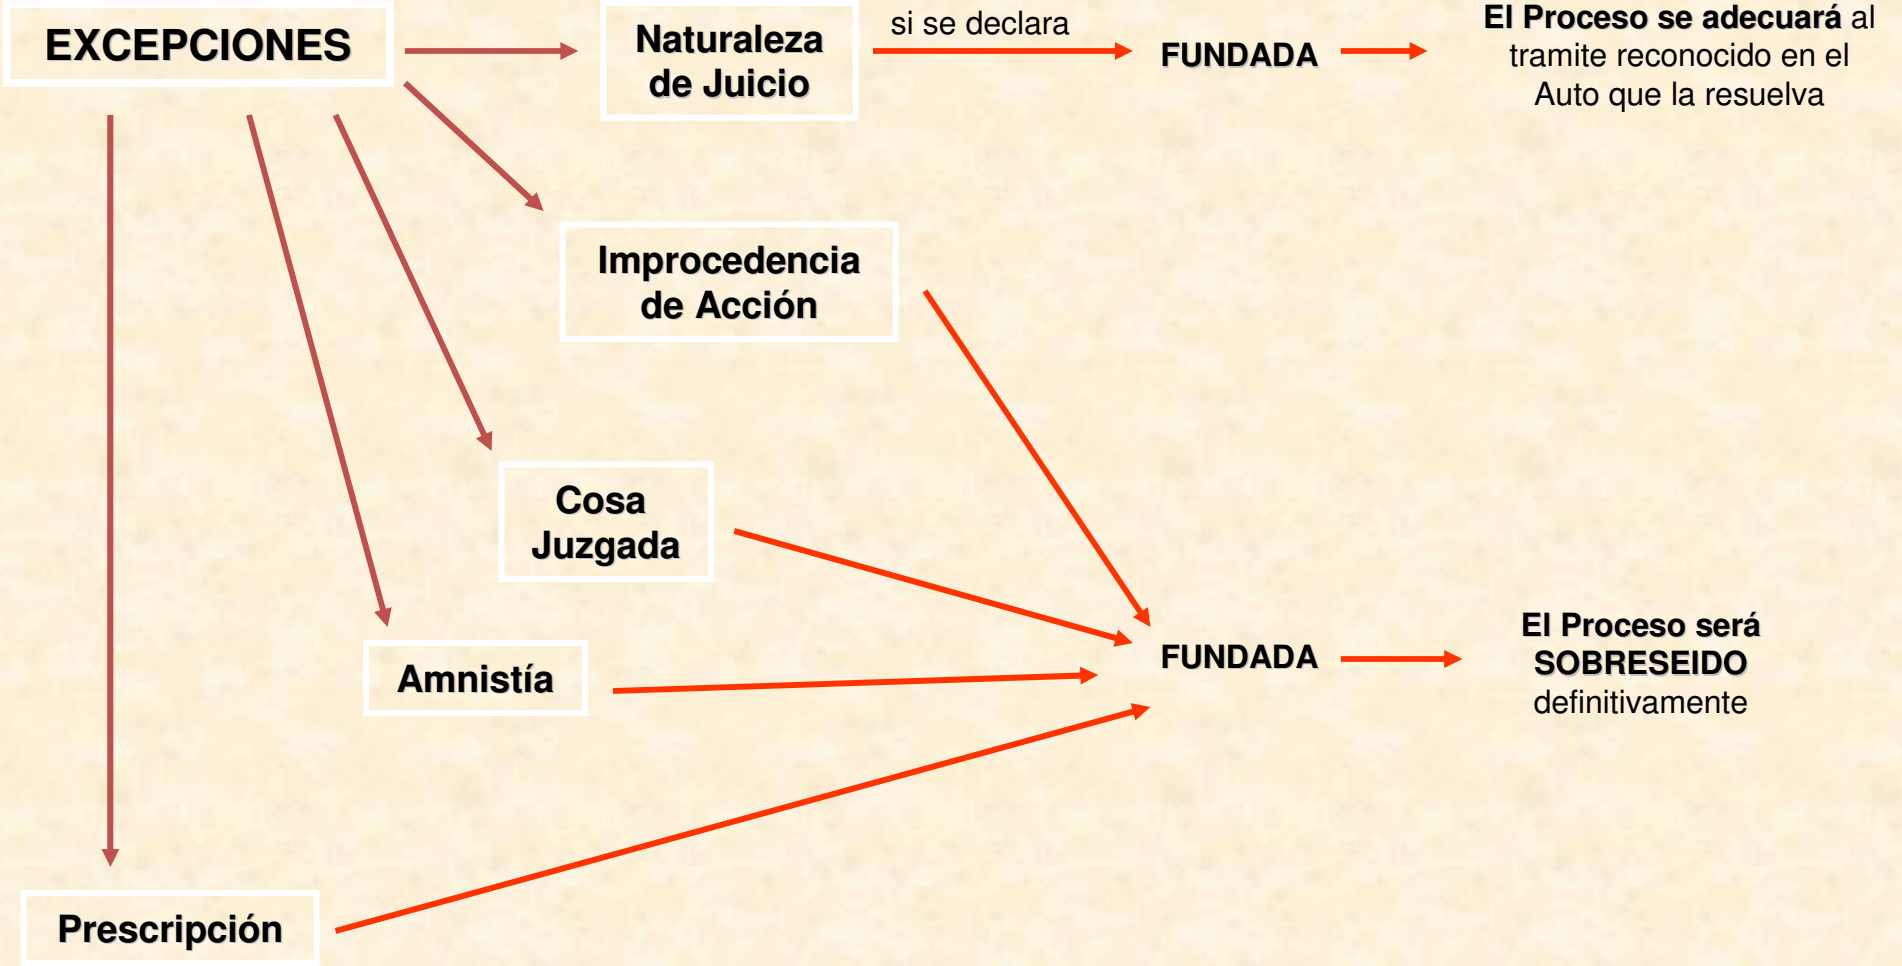 EXCEPCIONES
Naturaleza
de Juicio
si se declara
FUNDADA
El Proceso se adecuará al
tramite reconocido en el
Auto que la resuelva
Improcedencia
de Acción
Cosa
Juzgada
Amnistía
FUNDADA
El Proceso será
SOBRESEIDO
definitivamente
Prescripción